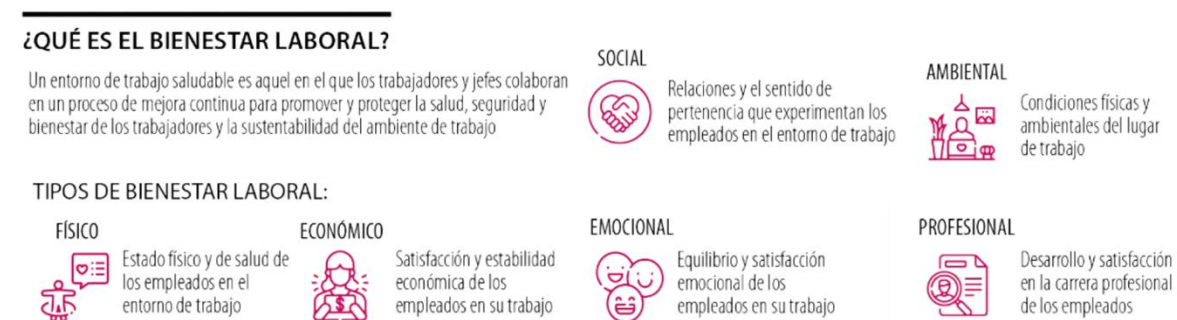 ¿QUÉ ES EL BIENESTAR LABORAL?
Un entorno de trabajo saludable es aquel en el que los trabajadores y jefes colaboran
en un proceso de mejora continua para promover y proteger la salud, seguridad y
bienestar de los trabajadores y la sustentabilidad del ambiente de trabajo
SOCIAL
Relaciones y el sentido de
pertenencia que experimentan los
empleados en el entorno de trabajo
AMBIENTAL
Condiciones físicas y
ambientales del lugar
de trabajo
TIPOS DE BIENESTAR LABORAL:
FÍSICO
Estado físico y de salud de
los empleados en el
entorno de trabajo
ECONÓMICO
Satisfacción y estabilidad
económica de los
empleados en su trabajo
EMOCIONAL
Equilibrio y satisfacción
emocional de los
empleados en su trabajo
PROFESIONAL
Desarrollo y satisfacción
en la carrera profesional
de los empleados